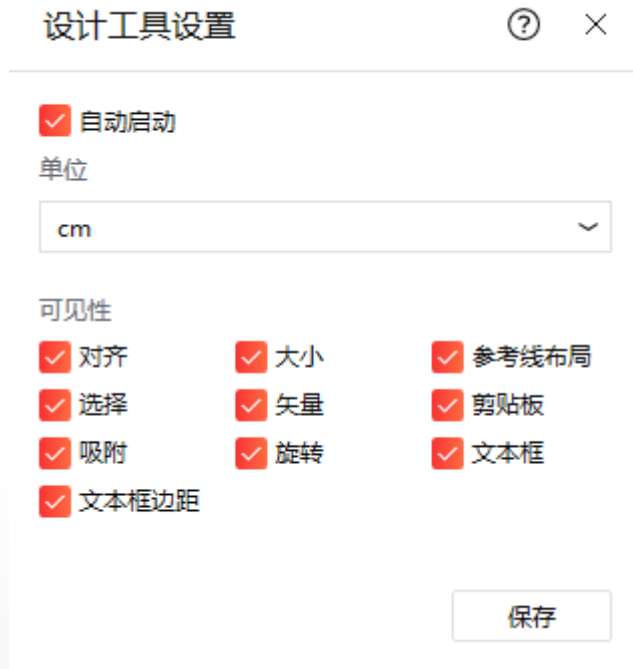 设计工具设置
自动启动
单位
cm
可见性
对齐 大小 参考线布局
选择 矢量 剪贴板
吸附 旋转 文本框
文本框边距
保存